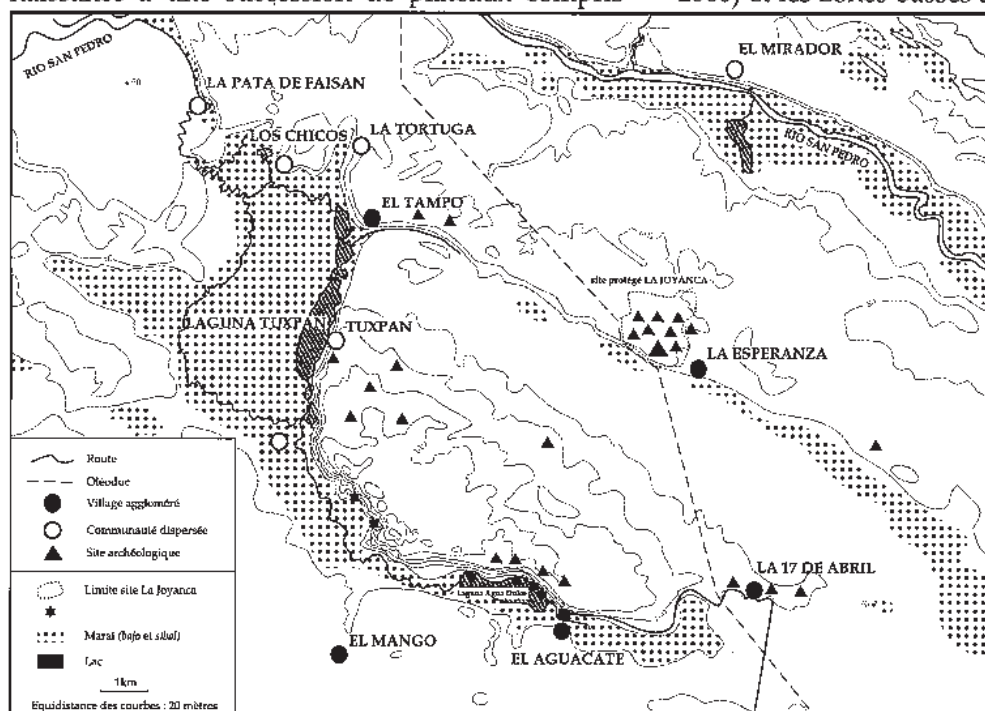 RIO SAN PEDRO
EL MIRADOR
LA PATA DE FAISAN
LOS CHICOS
LA TORTUGA
RIO SAN PEDRO
EL TAMPO
site protégé LA JOYANCA
LAGUNA TUXPAN
TUXPAN
LA ESPERANZA
Route
Oléoduc
Village aggloméré
Communauté dispersée
Site archéologique
Limite site La Joyanca
Marai (bajo et sibal)
Lac
1km
Equidistance des courbes : 20 mètres
LA 17 DE ABRIL
Laguna Agua Dulce
EL MANGO
EL AGUACATE